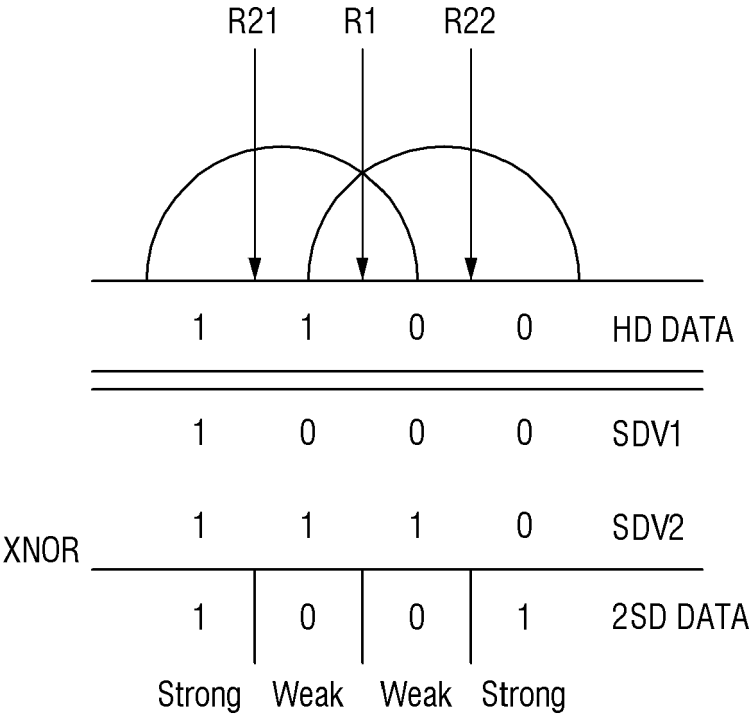 R21 R1 R22
1 1 0 0 HD DATA
1 0 0 0 SDV1
1 1 1 0 SDV2
XNOR
1 0 0 1 2SD DATA
Strong Weak Weak Strong